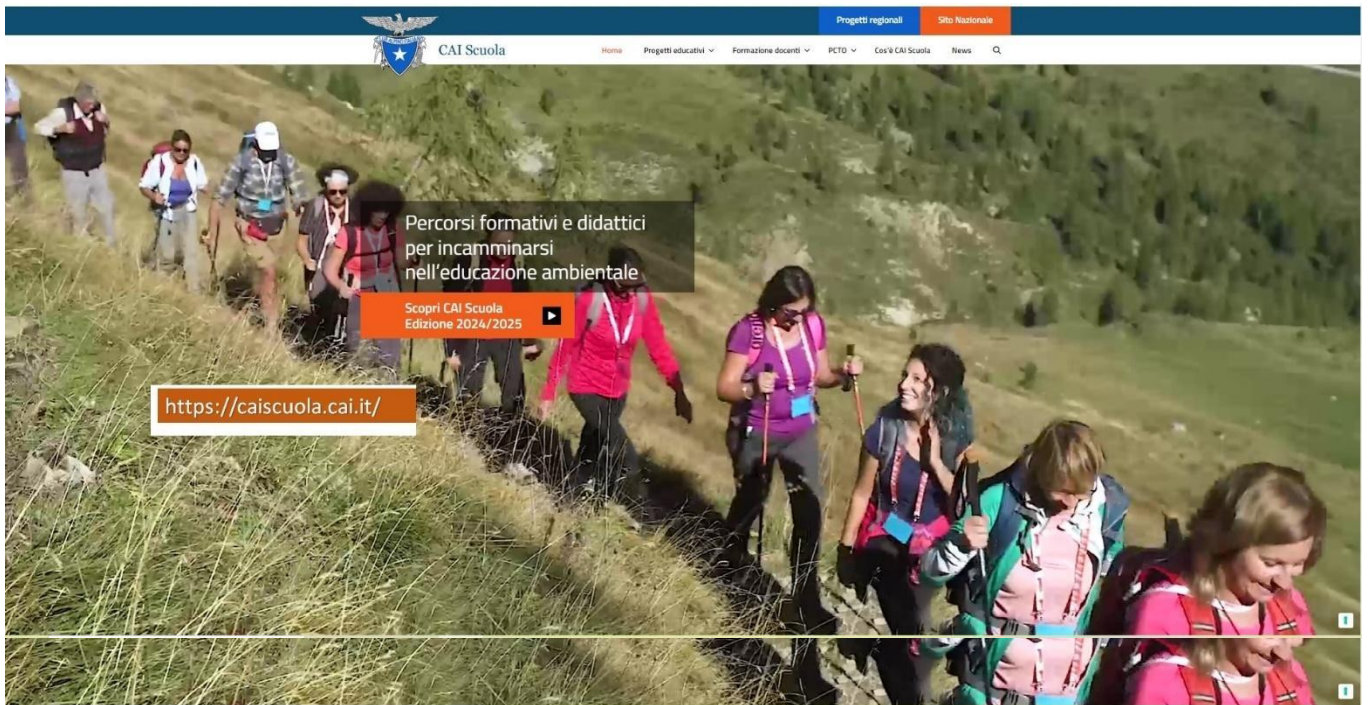 Progetti regionali
Sito Nazionale
CAI Scuola
Home
Progetti educativi
Formazione docenti
PCTO
Cos'è CAI Scuola
News
Percorsi formativi e didattici
per incamminarsi
nell'educazione ambientale
Scopri CAI Scuola
Edizione 2024/2025
https://caiscuola.cai.it/